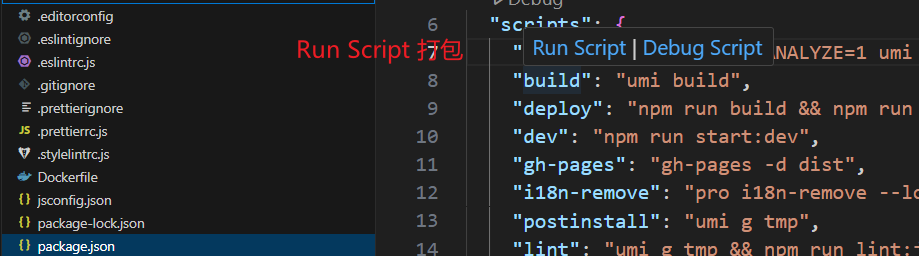 Debug
.editorconfig
.eslintignore
.eslintrc.js
.gitignore
.prettierignore
.prettierrc.js
.stylelintrc.js
Dockerfile
jsconfig.json
package-lock.json
package.json
Run Script 打包
6 "scripts": {
7 " ANALYZE=1 umi
Run Script | Debug Script
8 "build": "umi build",
9 "deploy": "npm run build && npm run
10 "dev": "npm run start:dev",
11 "gh-pages": "gh-pages -d dist",
12 "i18n-remove": "pro i18n-remove --lo
13 "postinstall": "umi g tmp",
14 "lint": "umi g tmp && npm run lint: